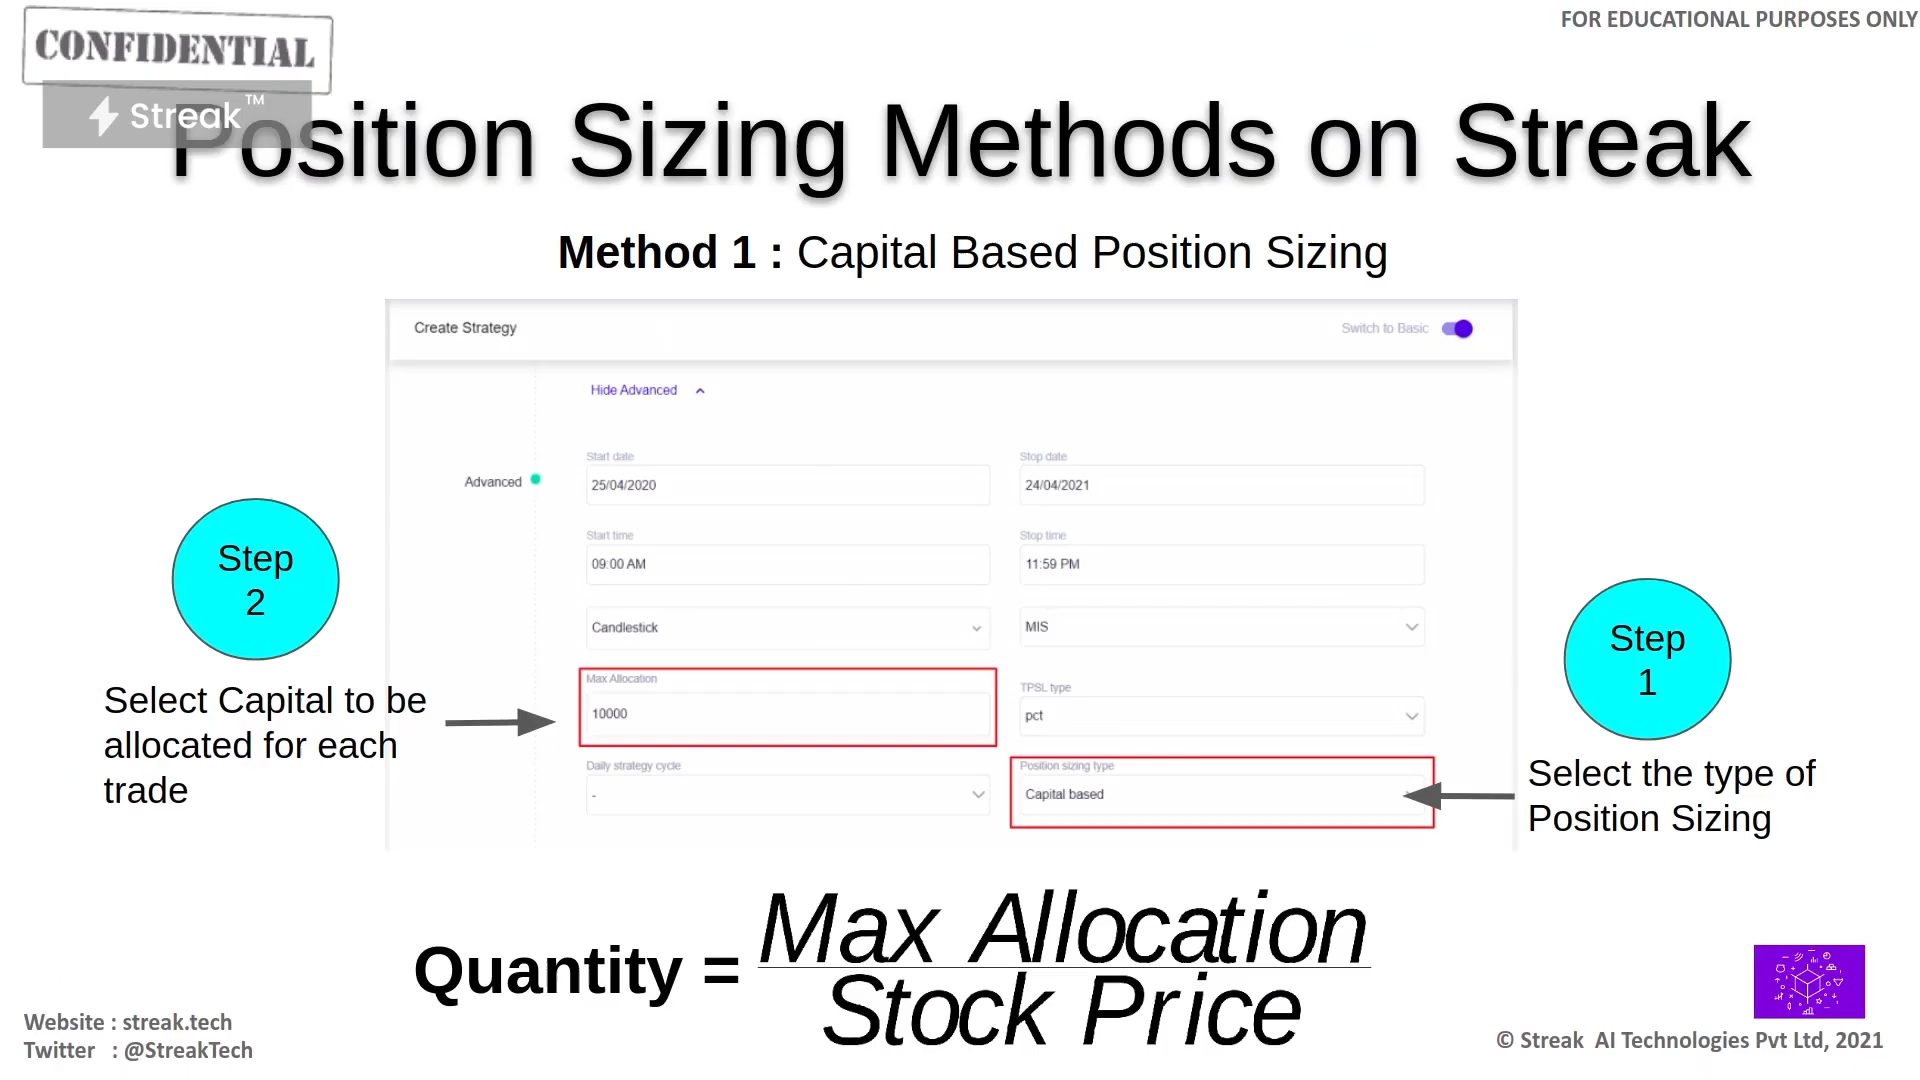 CONFIDENTIAL
FOR EDUCATIONAL PURPOSES ONLY
Streak™
Position Sizing Methods on Streak
Method 1 : Capital Based Position Sizing
Create Strategy
Switch to Basic
Hide Advanced
Advanced
Start date
Stop date
25/04/2020
24/04/2021
Start time
Stop time
09:00 AM
11:59 PM
Candlestick
MIS
Max Allocation
TPSL type
10000
pct
Daily strategy cycle
Position sizing type
-
Capital based
Step
2
Select Capital to be
allocated for each
trade
Step
1
Select the type of
Position Sizing
Quantity =
Max Allocation
Stock Price
Website : streak.tech
Twitter : @StreakTech
© Streak AI Technologies Pvt Ltd, 2021